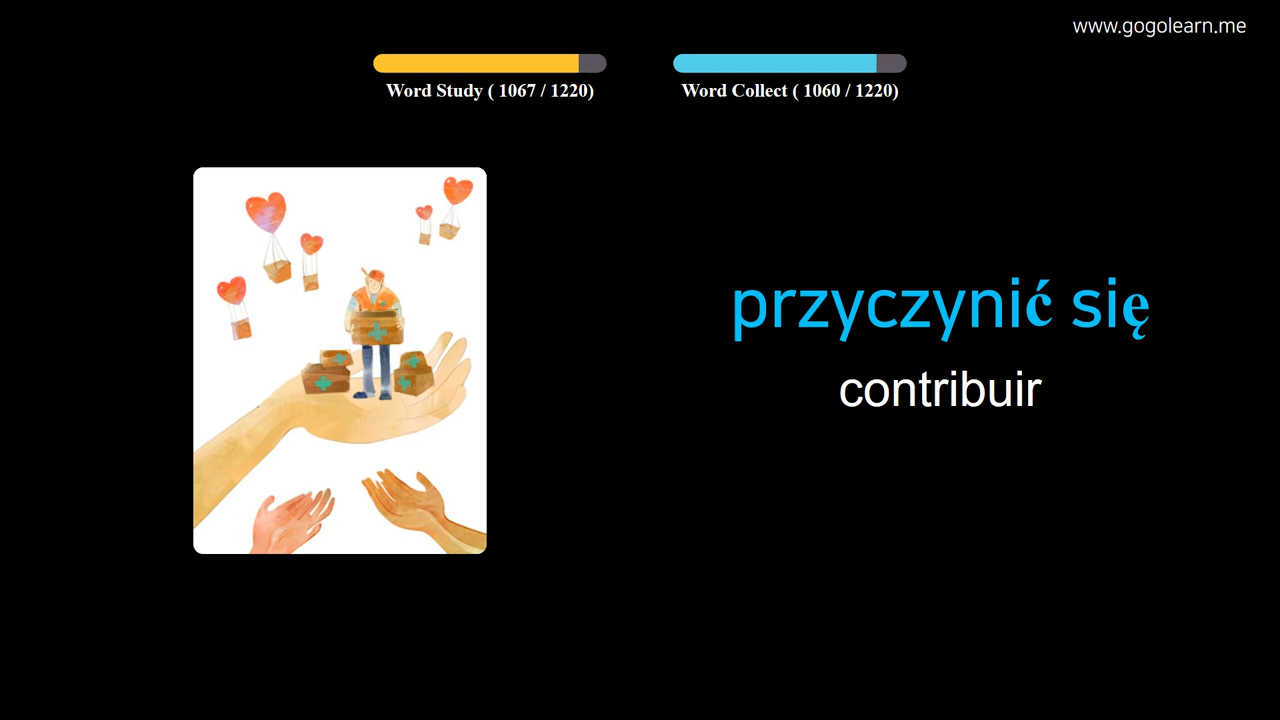 www.gogolearn.me
Word Study ( 1067 / 1220)
Word Collect ( 1060 / 1220)
przyczynić się
contribuir